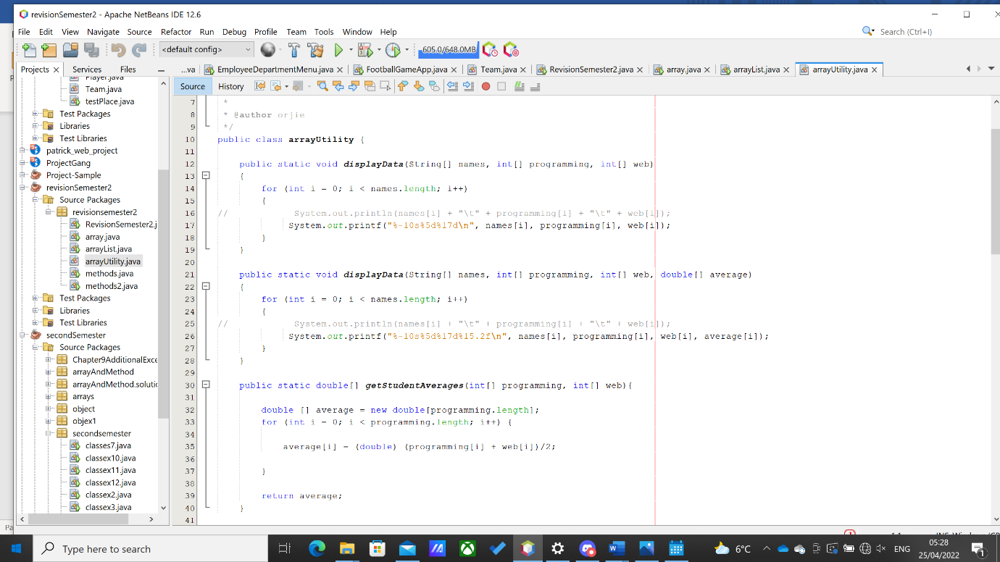 revisionSemester2 - Apache NetBeans IDE 12.6
File Edit View Navigate Source Refactor Run Debug Profile Team Tools Window Help
Search (Ctrl+I)
<default config>
605.0/648.0MB
Projects Services Files
...va EmployeeDepartmentMenu.java FootballGameApp.java Team.java RevisionSemester2.java array.java arrayList.java arrayUtility.java
Source History
Player.java
Team.java
testPlace.java
Test Packages
Libraries
Test Libraries
patrick_web_project
ProjectGang
Project-Sample
revisionSemester2
Source Packages
revisionsemester2
RevisionSemester2.j
array.java
arrayList.java
arrayUtility.java
methods.java
methods2.java
Test Packages
Libraries
Test Libraries
secondSemester
Source Packages
Chapter9AdditionalExce
arrayAndMethod
arrayAndMethod.solutic
arrays
object
objex1
secondsemester
classes7.java
classex10.java
classex11.java
classex12.java
classex2.java
classex3.java
7 *
8 * @author orjie
9 */
10 public class arrayUtility {
11
12 public static void displayData(String[] names, int[] programming, int[] web)
13 {
14 for (int i = 0; i < names.length; i++)
15 {
16 // System.out.println(names[i] + "\t" + programming[i] + "\t" + web[i]);
17 System.out.printf("%-10s%5d%17d\n", names[i], programming[i], web[i]);
18 }
19 }
20
21 public static void displayData(String[] names, int[] programming, int[] web, double[] average)
22 {
23 for (int i = 0; i < names.length; i++)
24 {
25 // System.out.println(names[i] + "\t" + programming[i] + "\t" + web[i]);
26 System.out.printf("%-10s%5d%17d%15.2f\n", names[i], programming[i], web[i], average[i]);
27 }
28 }
29
30 public static double[] getStudentAverages(int[] programming, int[] web){
31
32 double [] average = new double[programming.length];
33 for (int i = 0; i < programming.length; i++) {
34
35 average[i] = (double) (programming[i] + web[i])/2;
36
37 }
38
39 return average;
40 }
41
Type here to search
6°C
ENG
05:28
25/04/2022
1